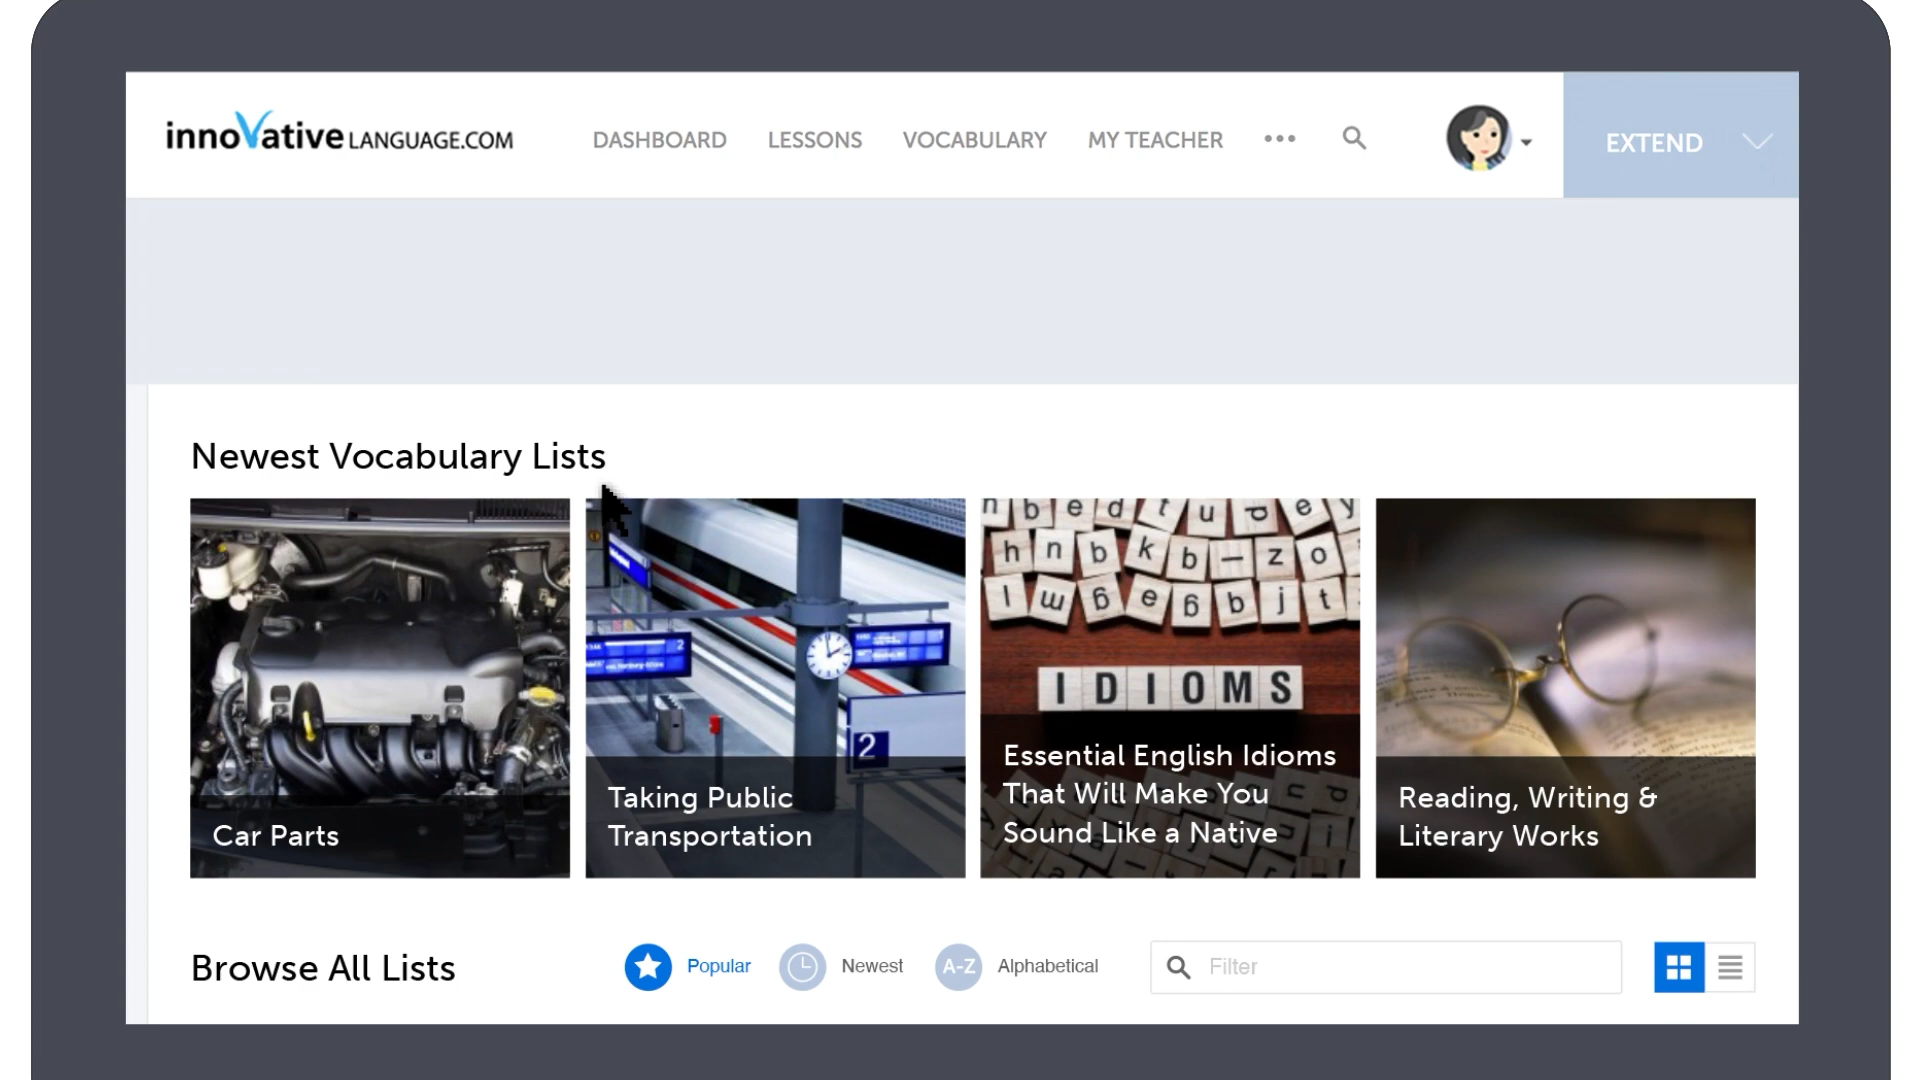 innoVative LANGUAGE.COM
DASHBOARD
LESSONS
VOCABULARY
MY TEACHER
EXTEND
Newest Vocabulary Lists
n b e d t u p e y
h n b k b – z o
I D I O M S
2
Car Parts
Taking Public
Transportation
Essential English Idioms
That Will Make You
Sound Like a Native
Reading, Writing &
Literary Works
Browse All Lists
Popular
Newest
A-Z
Alphabetical
Filter